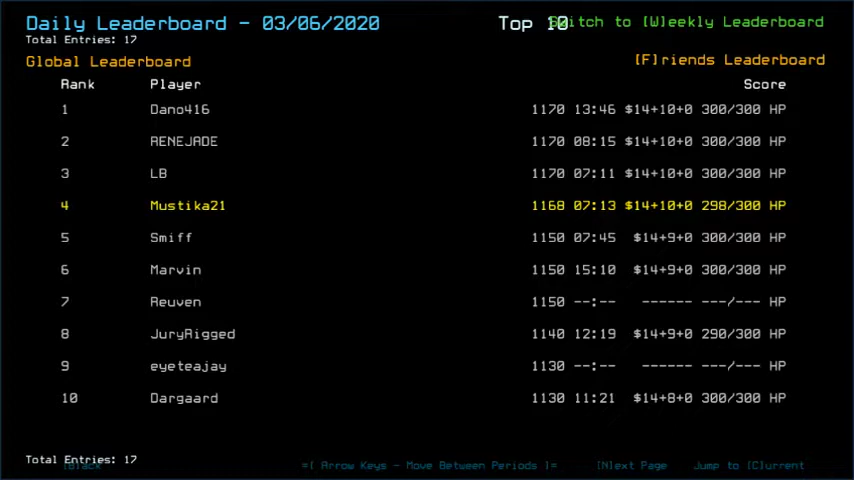 Daily Leaderboard - 03/06/2020 Top 10 Switch to [W]eekly Leaderboard
Total Entries: 17
Global Leaderboard [F]riends Leaderboard
Rank Player Score
1 Dano416 1170 13:46 $14+10+0 300/300 HP
2 RENEJADE 1170 08:15 $14+10+0 300/300 HP
3 LB 1170 07:11 $14+10+0 300/300 HP
4 Mustika21 1168 07:13 $14+10+0 298/300 HP
5 Smiff 1150 07:45 $14+9+0 300/300 HP
6 Marvin 1150 15:10 $14+9+0 300/300 HP
7 Reuven 1150 --:-- ------ ---/--- HP
8 JuryRigged 1140 12:19 $14+9+0 290/300 HP
9 eyeteajay 1130 --:-- ------ ---/--- HP
10 Dargaard 1130 11:21 $14+8+0 300/300 HP
Total Entries: 17
[B]ack =[ Arrow Keys - Move Between Periods ]= [N]ext Page Jump to [C]urrent